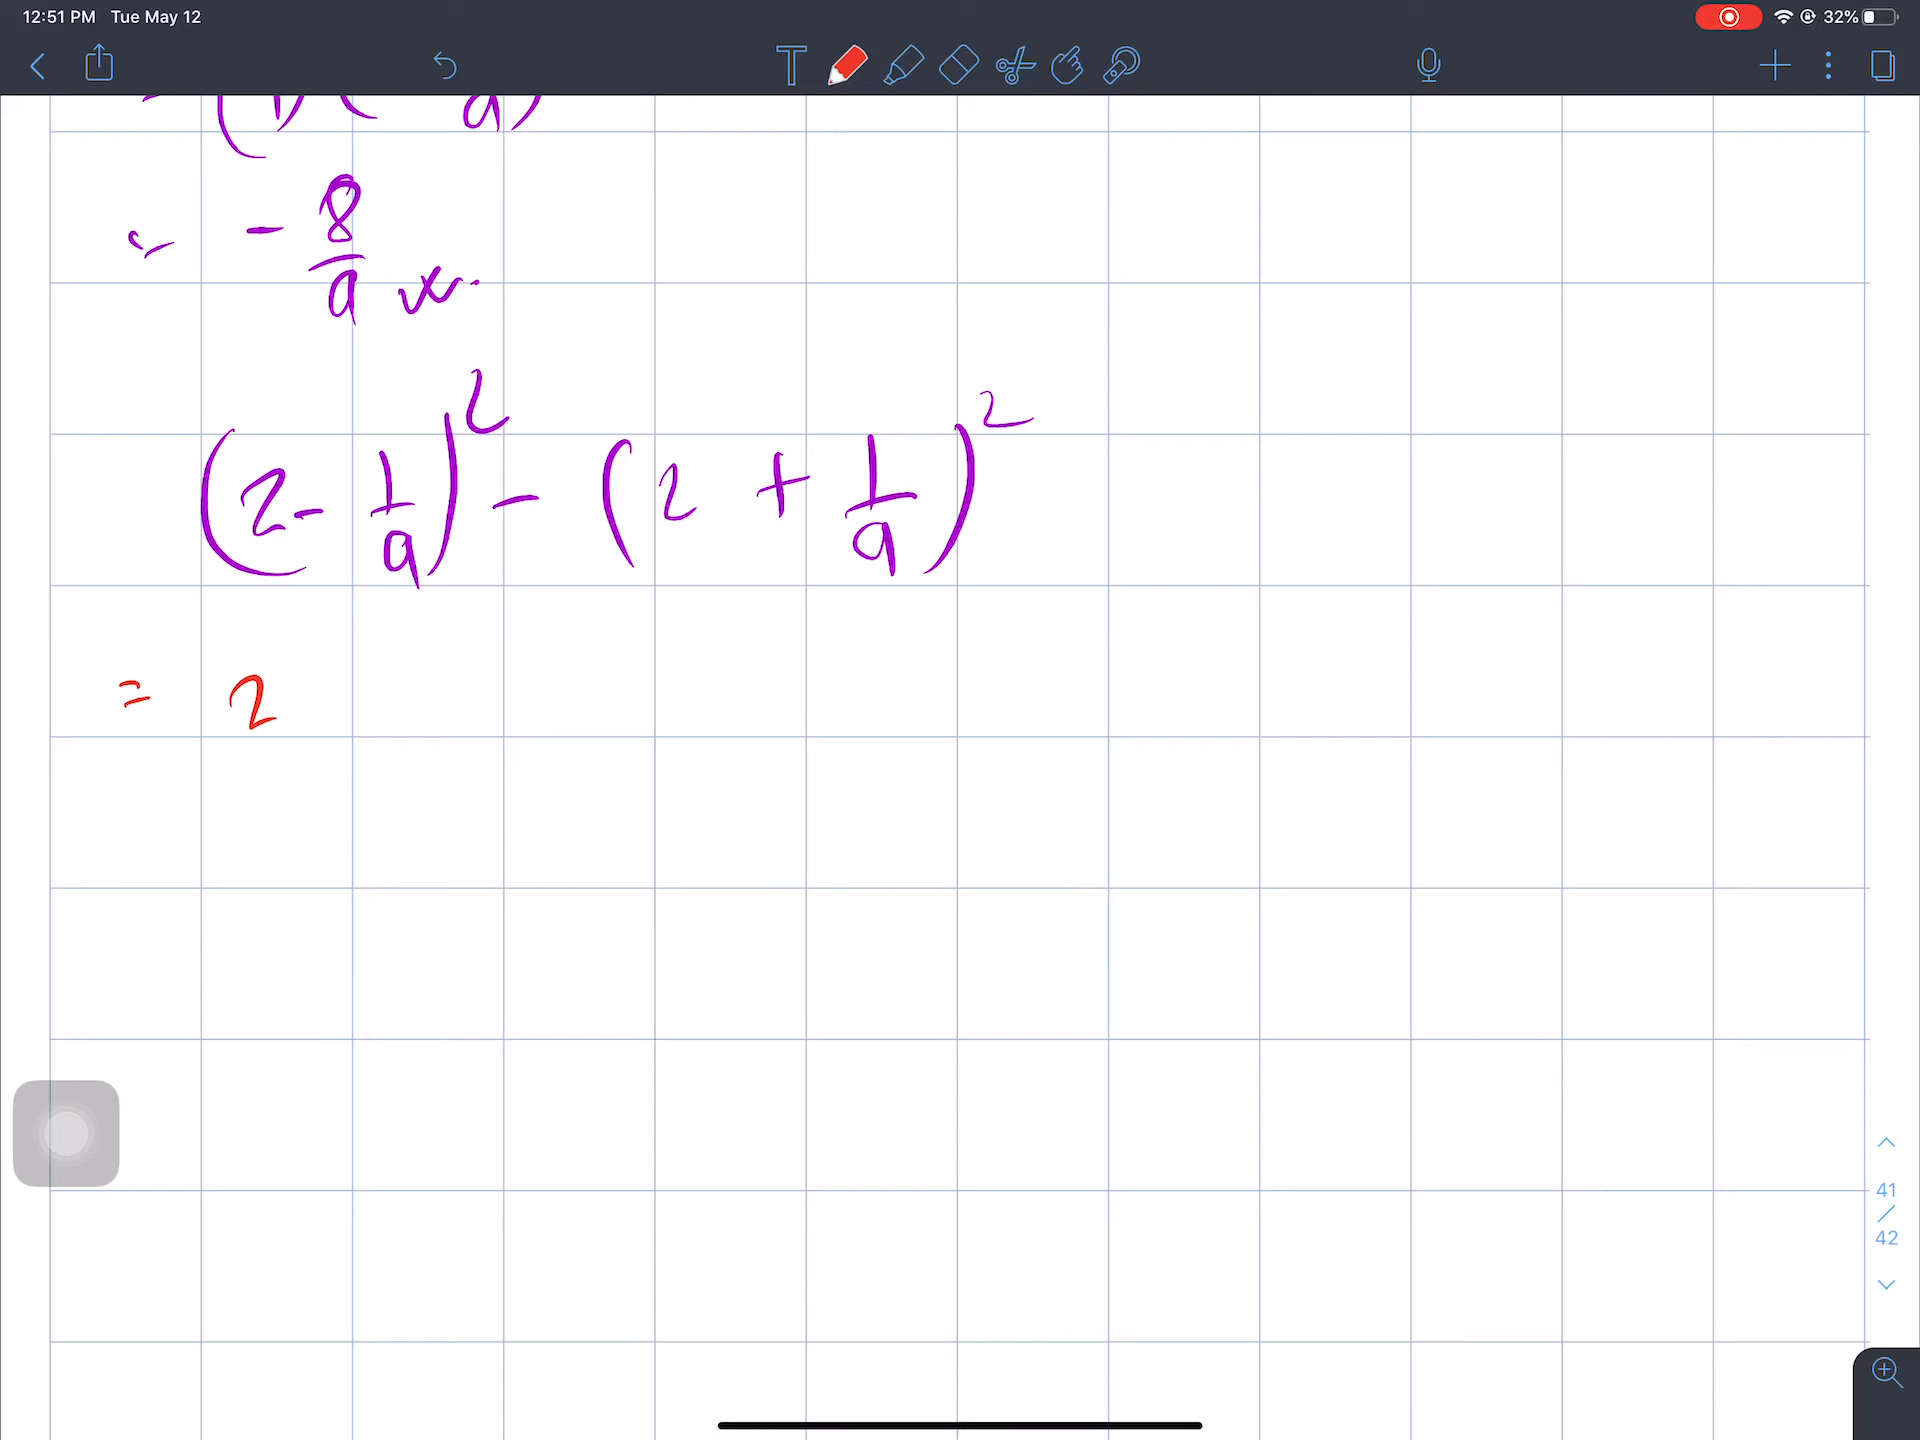 12:51 PM Tue May 12 32%
T
= - 8/a
(2 - 1/a)² - (2 + 1/a)²
= 2
41
/
42